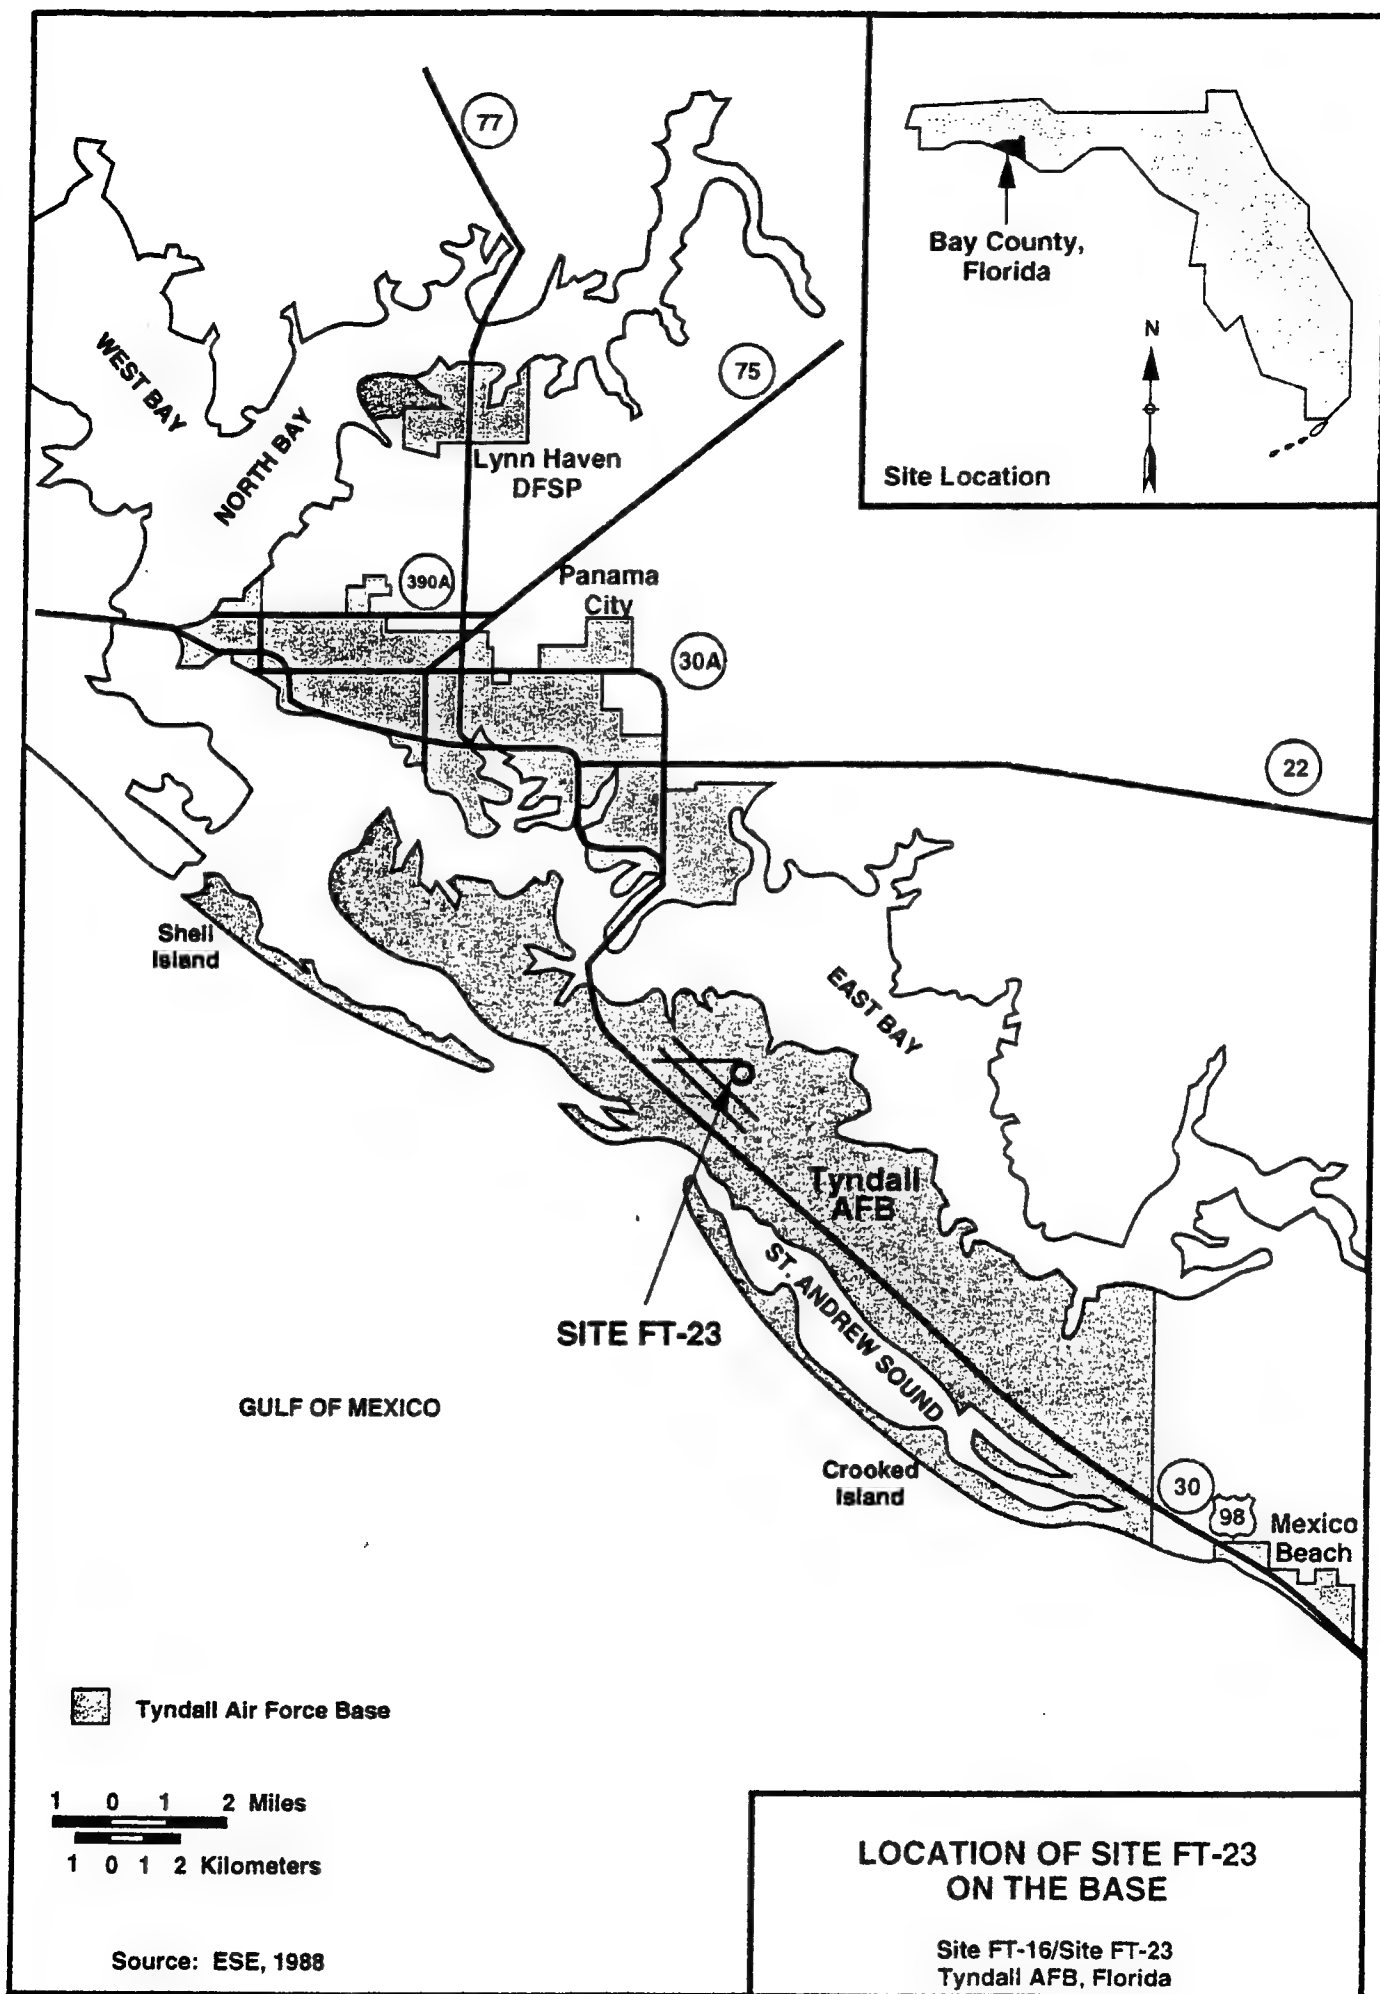 77
Bay County,
Florida
N
Site Location
WEST BAY
NORTH BAY
75
Lynn Haven
DFSP
390A
Panama
City
30A
22
Shell
Island
EAST BAY
Tyndall
AFB
ST. ANDREW SOUND
SITE FT-23
GULF OF MEXICO
Crooked
Island
30
98
Mexico
Beach
Tyndall Air Force Base
1 0 1 2 Miles
1 0 1 2 Kilometers
Source: ESE, 1988
LOCATION OF SITE FT-23
ON THE BASE
Site FT-16/Site FT-23
Tyndall AFB, Florida